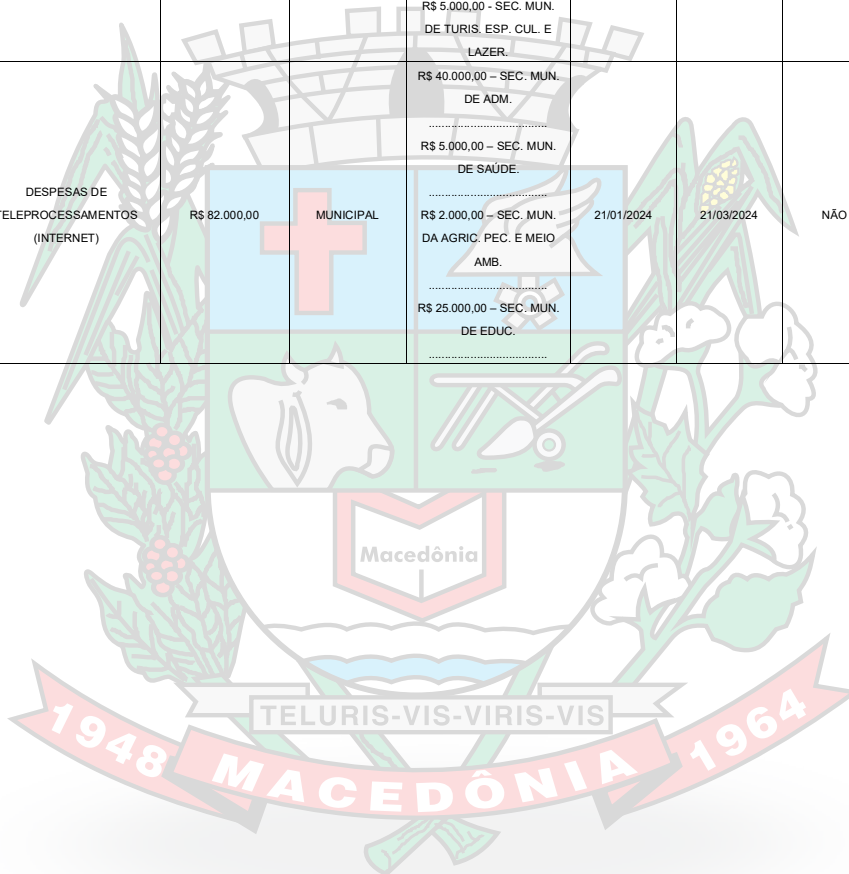 R$ 5.000,00 - SEC. MUN.
DE TURIS. ESP. CUL. E
LAZER.
DESPESAS DE
TELEPROCESSAMENTOS
(INTERNET)
R$ 82.000,00
MUNICIPAL
R$ 40.000,00 – SEC. MUN.
DE ADM.
.....................................
R$ 5.000,00 – SEC. MUN.
DE SAÚDE.
.....................................
R$ 2.000,00 – SEC. MUN.
DA AGRIC. PEC. E MEIO
AMB.
.....................................
R$ 25.000,00 – SEC. MUN.
DE EDUC.
.....................................
21/01/2024
21/03/2024
NÃO
Macedônia
TELURIS-VIS-VIRIS-VIS
1948 MACEDÔNIA 1964